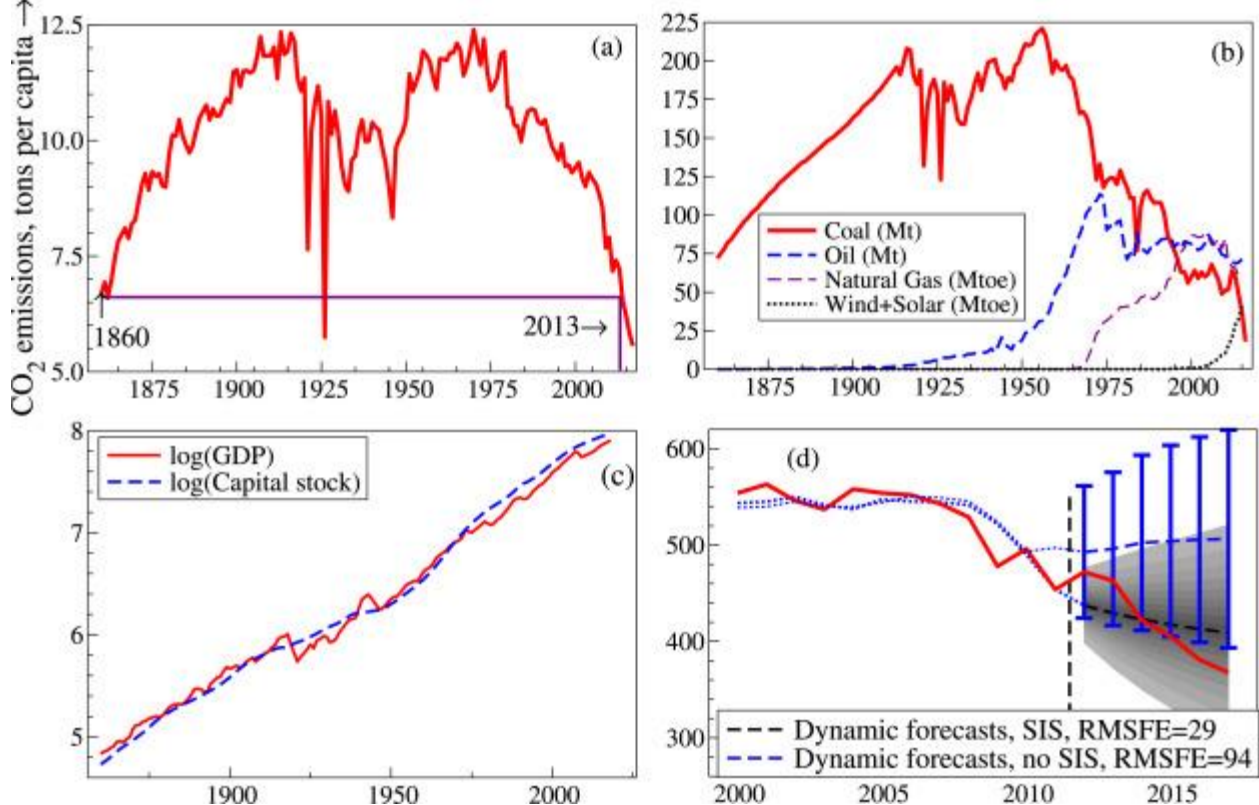 CO2 emissions, tons per capita →
12.5
10.0
7.5
5.0
(a)
1860
2013→
1875 1900 1925 1950 1975 2000
225
200
175
150
125
100
75
50
25
0
(b)
Coal (Mt)
Oil (Mt)
Natural Gas (Mtoe)
Wind+Solar (Mtoe)
1875 1900 1925 1950 1975 2000
8
7
6
5
log(GDP)
log(Capital stock)
(c)
1900 1950 2000
600
500
400
300
(d)
Dynamic forecasts, SIS, RMSFE=29
Dynamic forecasts, no SIS, RMSFE=94
2000 2005 2010 2015